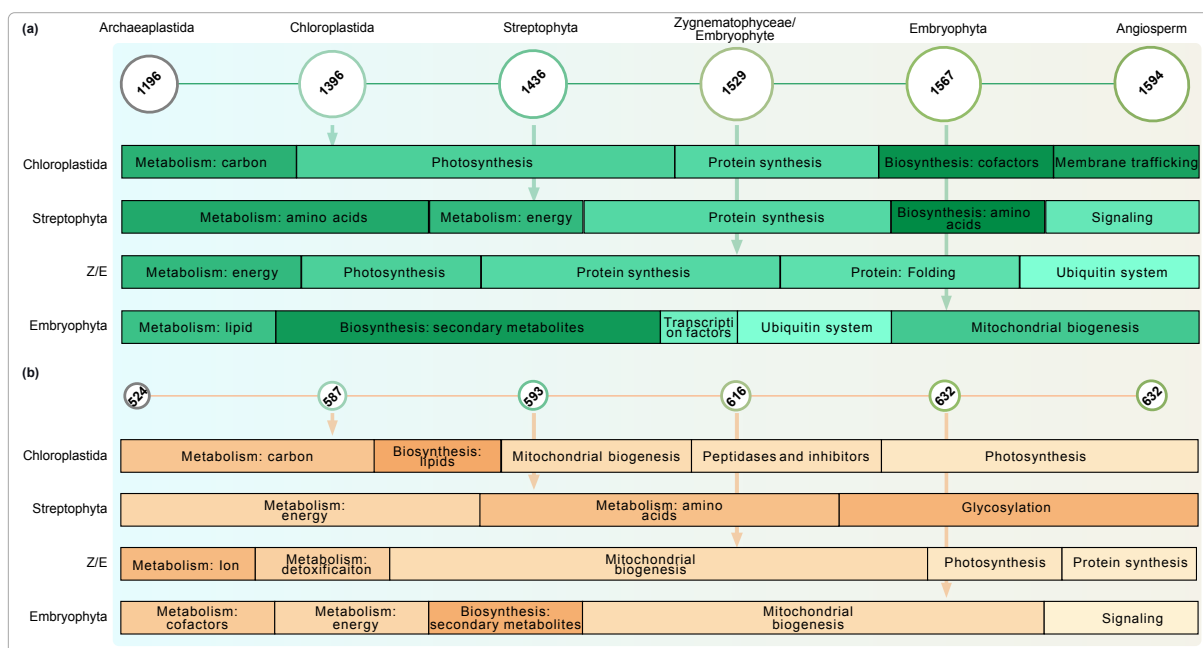 (a)
Archaeaplastida Chloroplastida Streptophyta Zygnematophyceae/
Embryophyte Embryophyta Angiosperm
1196 1396 1436 1529 1567 1594
Chloroplastida Metabolism: carbon Photosynthesis Protein synthesis Biosynthesis: cofactors Membrane trafficking
Streptophyta Metabolism: amino acids Metabolism: energy Protein synthesis Biosynthesis: amino
acids Signaling
Z/E Metabolism: energy Photosynthesis Protein synthesis Protein: Folding Ubiquitin system
Embryophyta Metabolism: lipid Biosynthesis: secondary metabolites Transcripti
on factors Ubiquitin system Mitochondrial biogenesis
(b)
524 587 593 616 632 632
Chloroplastida Metabolism: carbon Biosynthesis:
lipids Mitochondrial biogenesis Peptidases and inhibitors Photosynthesis
Streptophyta Metabolism:
energy Metabolism: amino
acids Glycosylation
Z/E Metabolism: Ion Metabolism:
detoxificaiton Mitochondrial
biogenesis Photosynthesis Protein synthesis
Embryophyta Metabolism:
cofactors Metabolism:
energy Biosynthesis:
secondary metabolites Mitochondrial
biogenesis Signaling